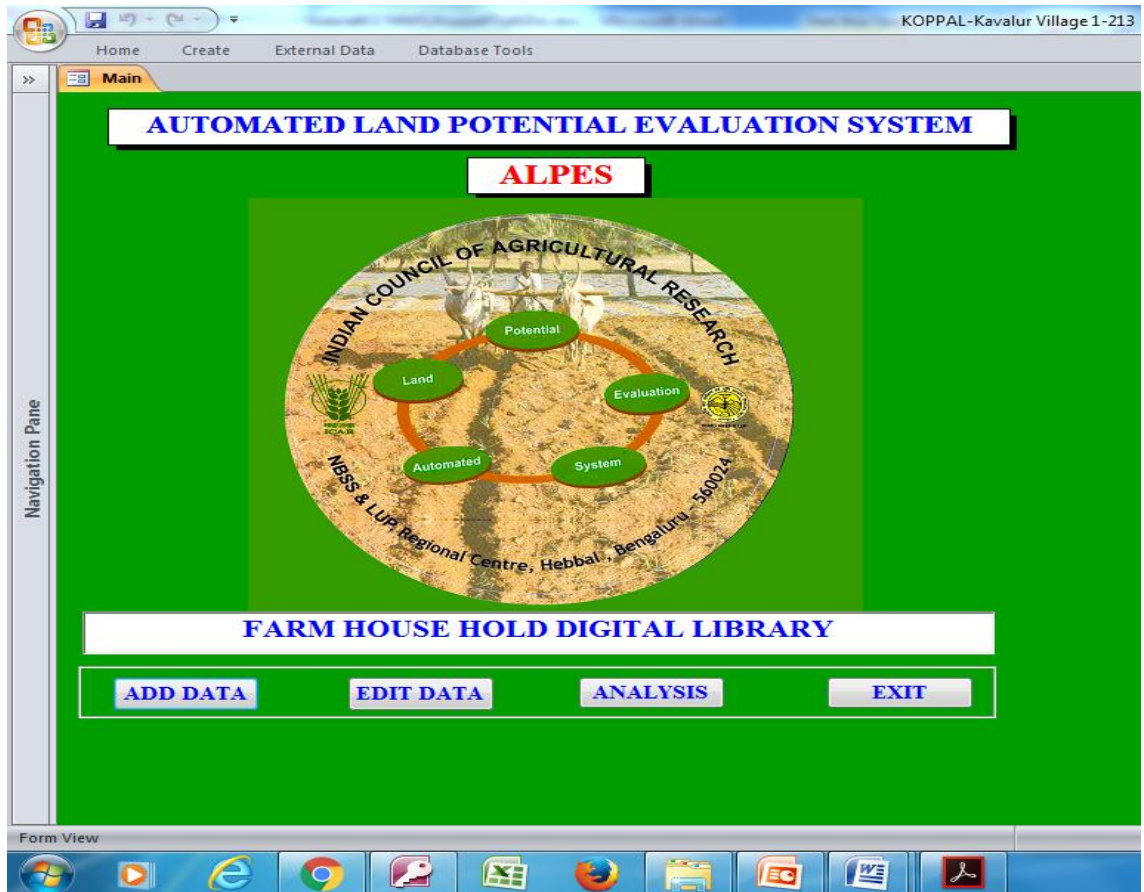 KOPPAL-Kavalur Village 1-213
Home Create External Data Database Tools
Main
AUTOMATED LAND POTENTIAL EVALUATION SYSTEM
ALPES
INDIAN COUNCIL OF AGRICULTURAL RESEARCH
Potential
Land
Evaluation
ICAR
Automated
System
NBSS & LUP, Regional Centre, Hebbal , Bengaluru - 560024
Navigation Pane
FARM HOUSE HOLD DIGITAL LIBRARY
ADD DATA EDIT DATA ANALYSIS EXIT
Form View